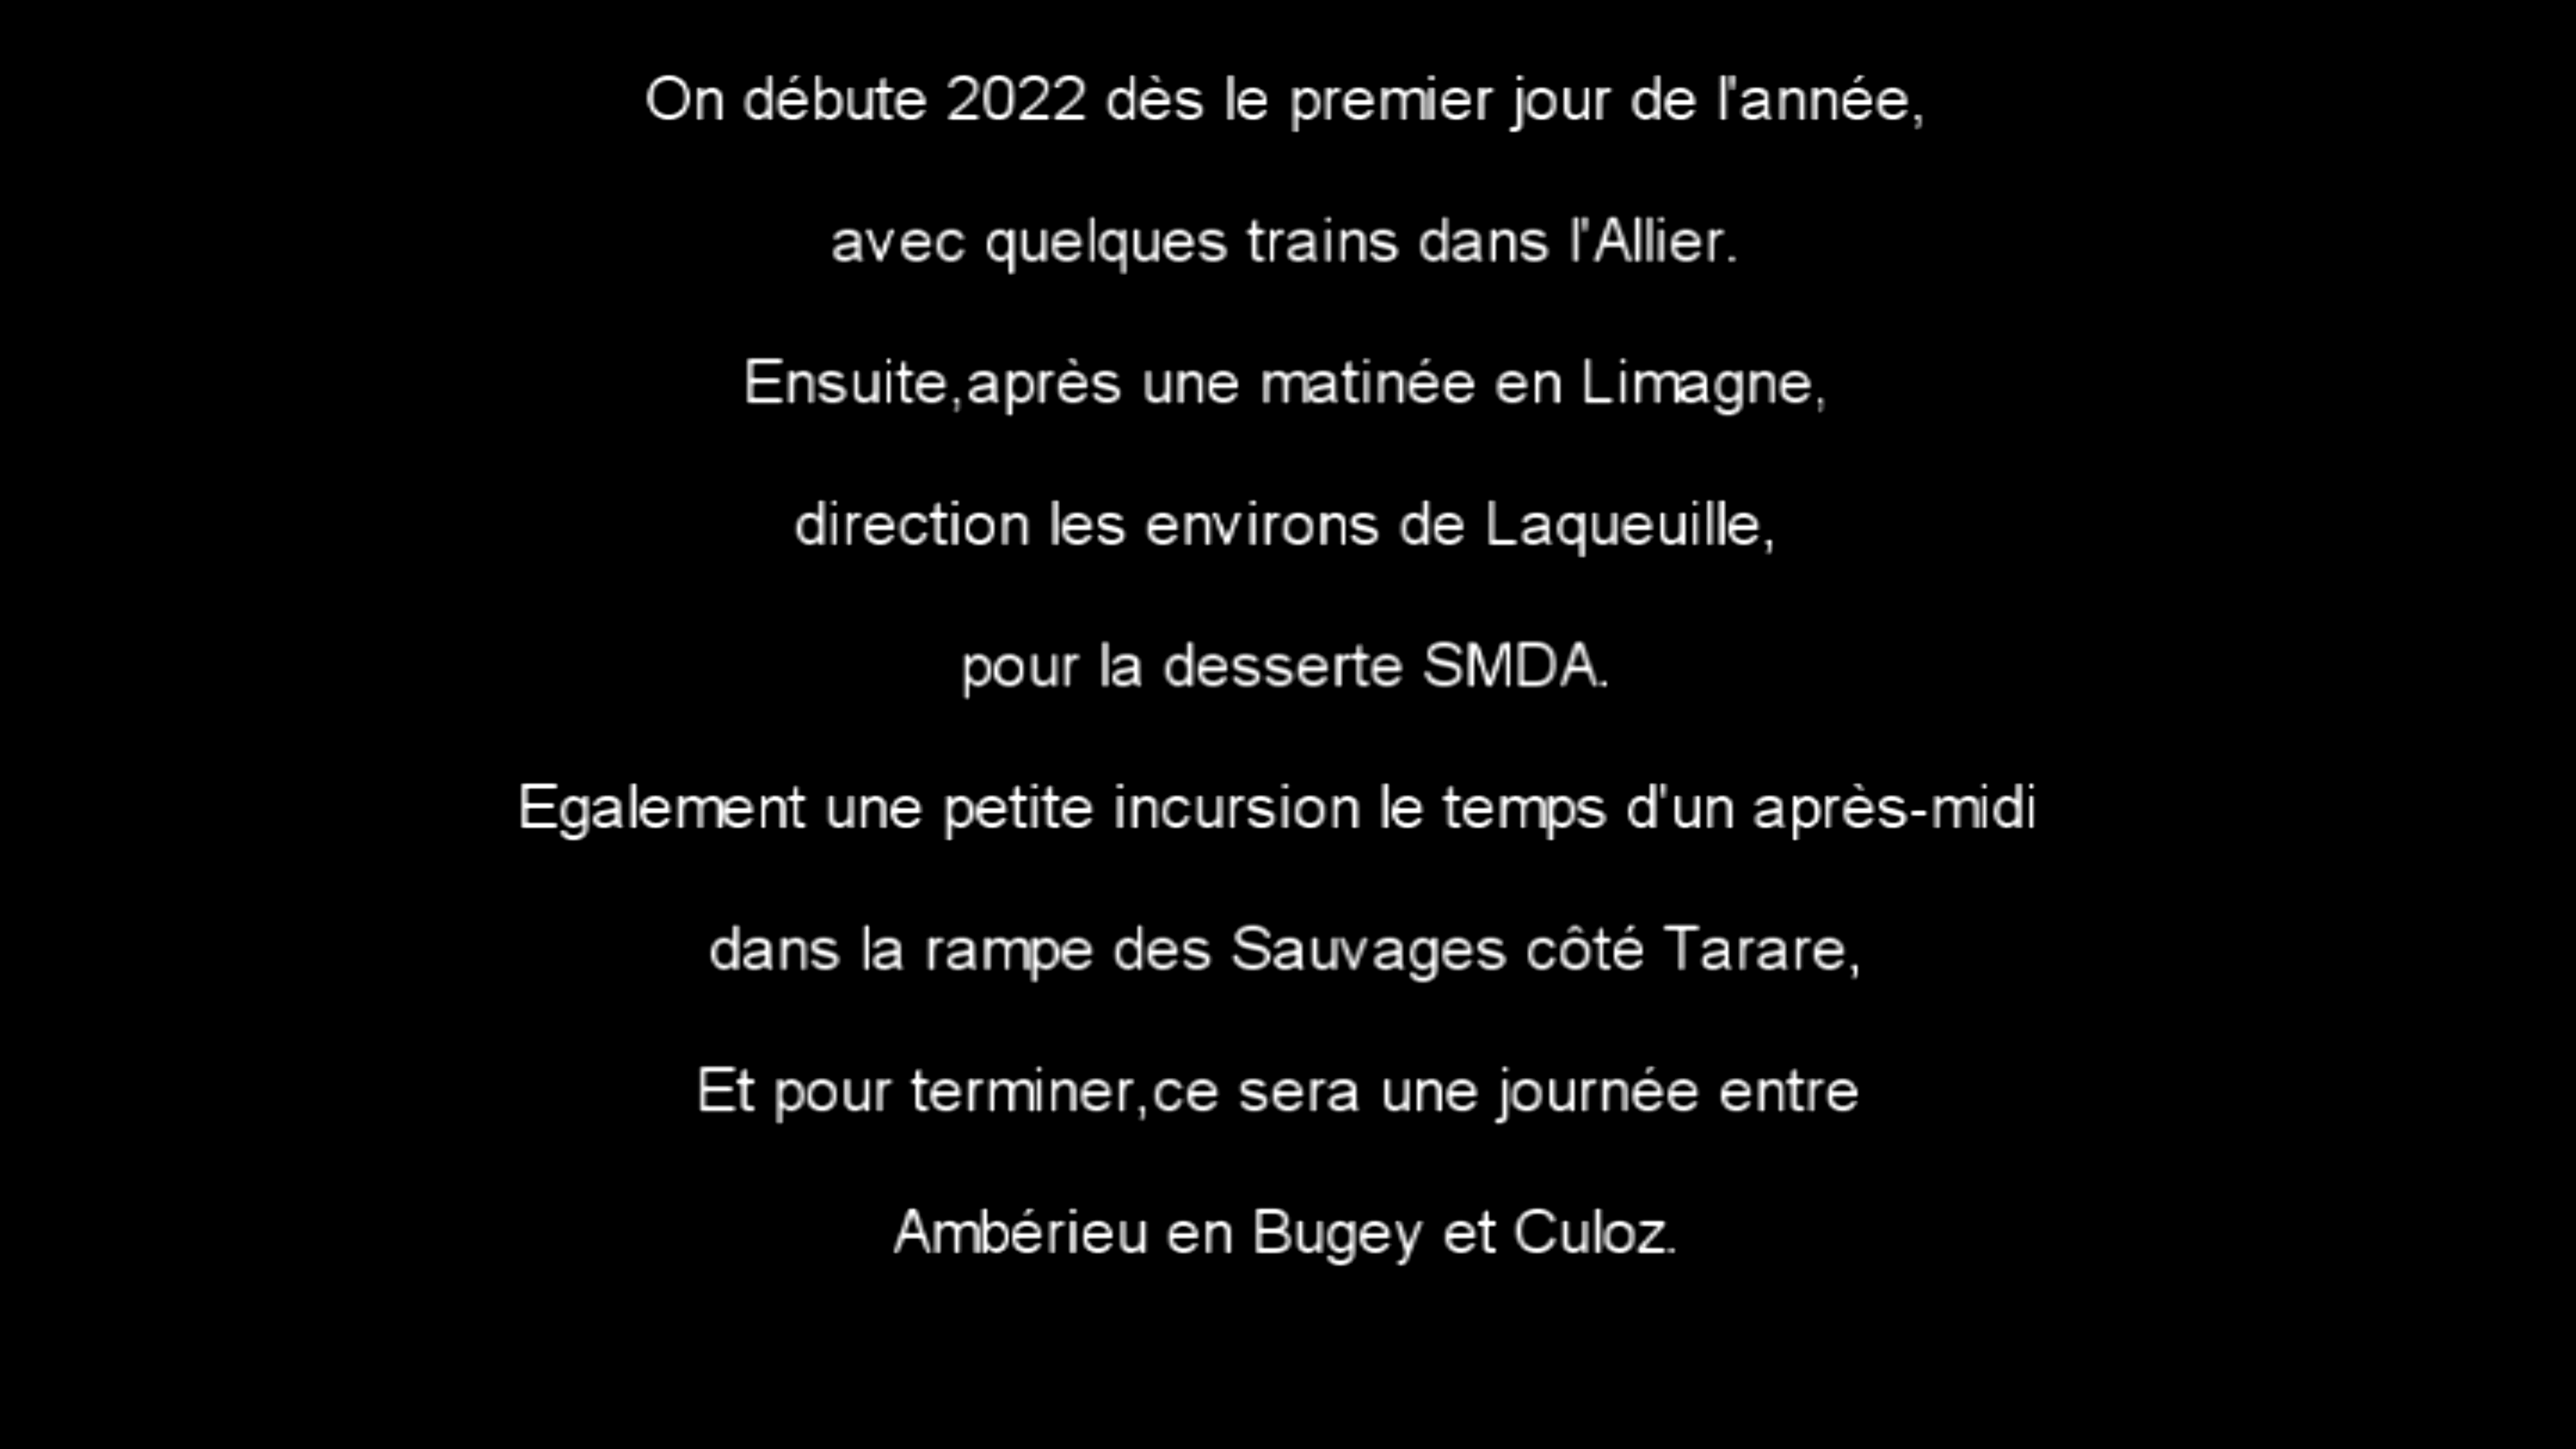 On débute 2022 dès le premier jour de l'année,
avec quelques trains dans l'Allier.
Ensuite,après une matinée en Limagne,
direction les environs de Laqueuille,
pour la desserte SMDA.
Egalement une petite incursion le temps d'un après-midi
dans la rampe des Sauvages côté Tarare,
Et pour terminer,ce sera une journée entre
Ambérieu en Bugey et Culoz.